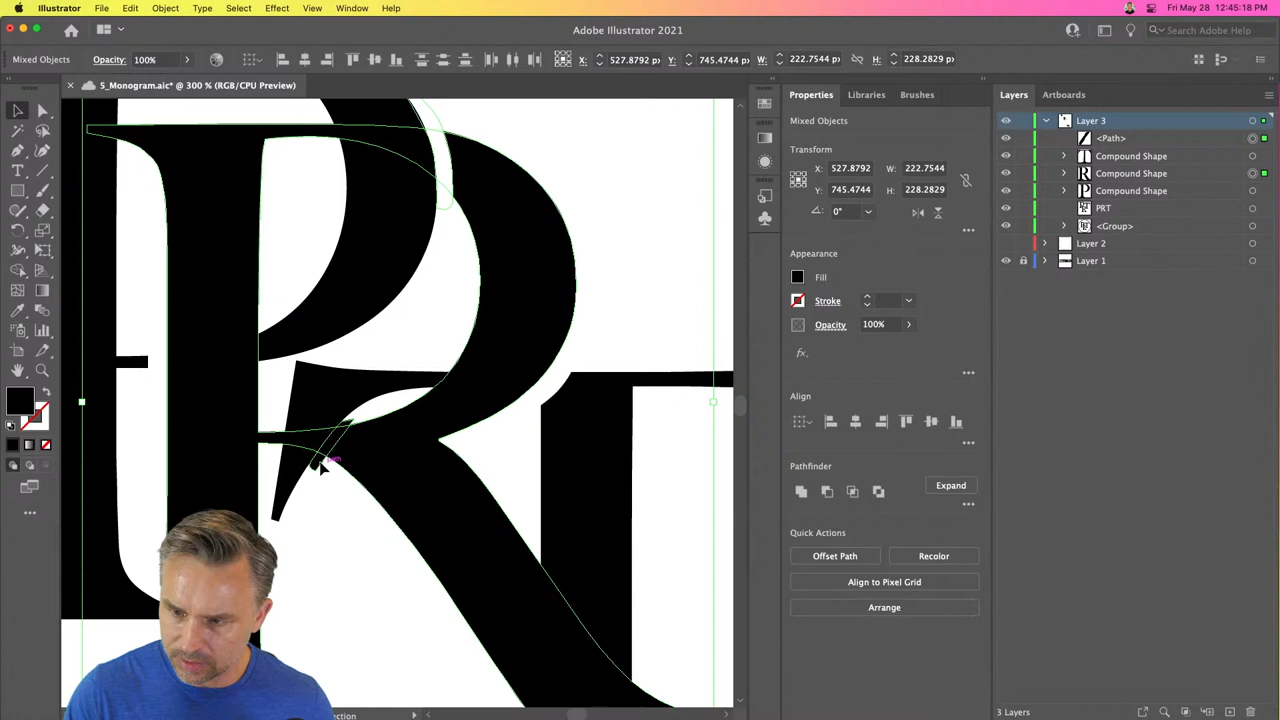 Illustrator File Edit Object Type Select Effect View Window Help
Fri May 28 12:45:18 PM
Adobe Illustrator 2021
Search Adobe Help
Mixed Objects Opacity: 100% X: 527.8792 p Y: 745.4744 p W: 222.7544 p H: 228.2829 p
5_Monogram.aic* @ 300 % (RGB/CPU Preview)
Properties Libraries Brushes
Layers Artboards
Mixed Objects
Layer 3
<Path>
Transform
Compound Shape
X: 527.8792 W: 222.7544
Compound Shape
Y: 745.4744 H: 228.2829
Compound Shape
0°
PRT
<Group>
Layer 2
Appearance
Layer 1
Fill
Stroke
Opacity 100%
fx.
Align
Pathfinder
Expand
Quick Actions
Offset Path Recolor
Align to Pixel Grid
Arrange
3 Layers